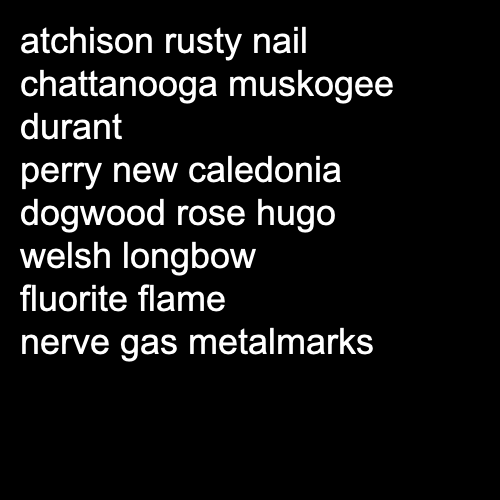 atchison rusty nail
chattanooga muskogee
durant
perry new caledonia
dogwood rose hugo
welsh longbow
fluorite flame
nerve gas metalmarks